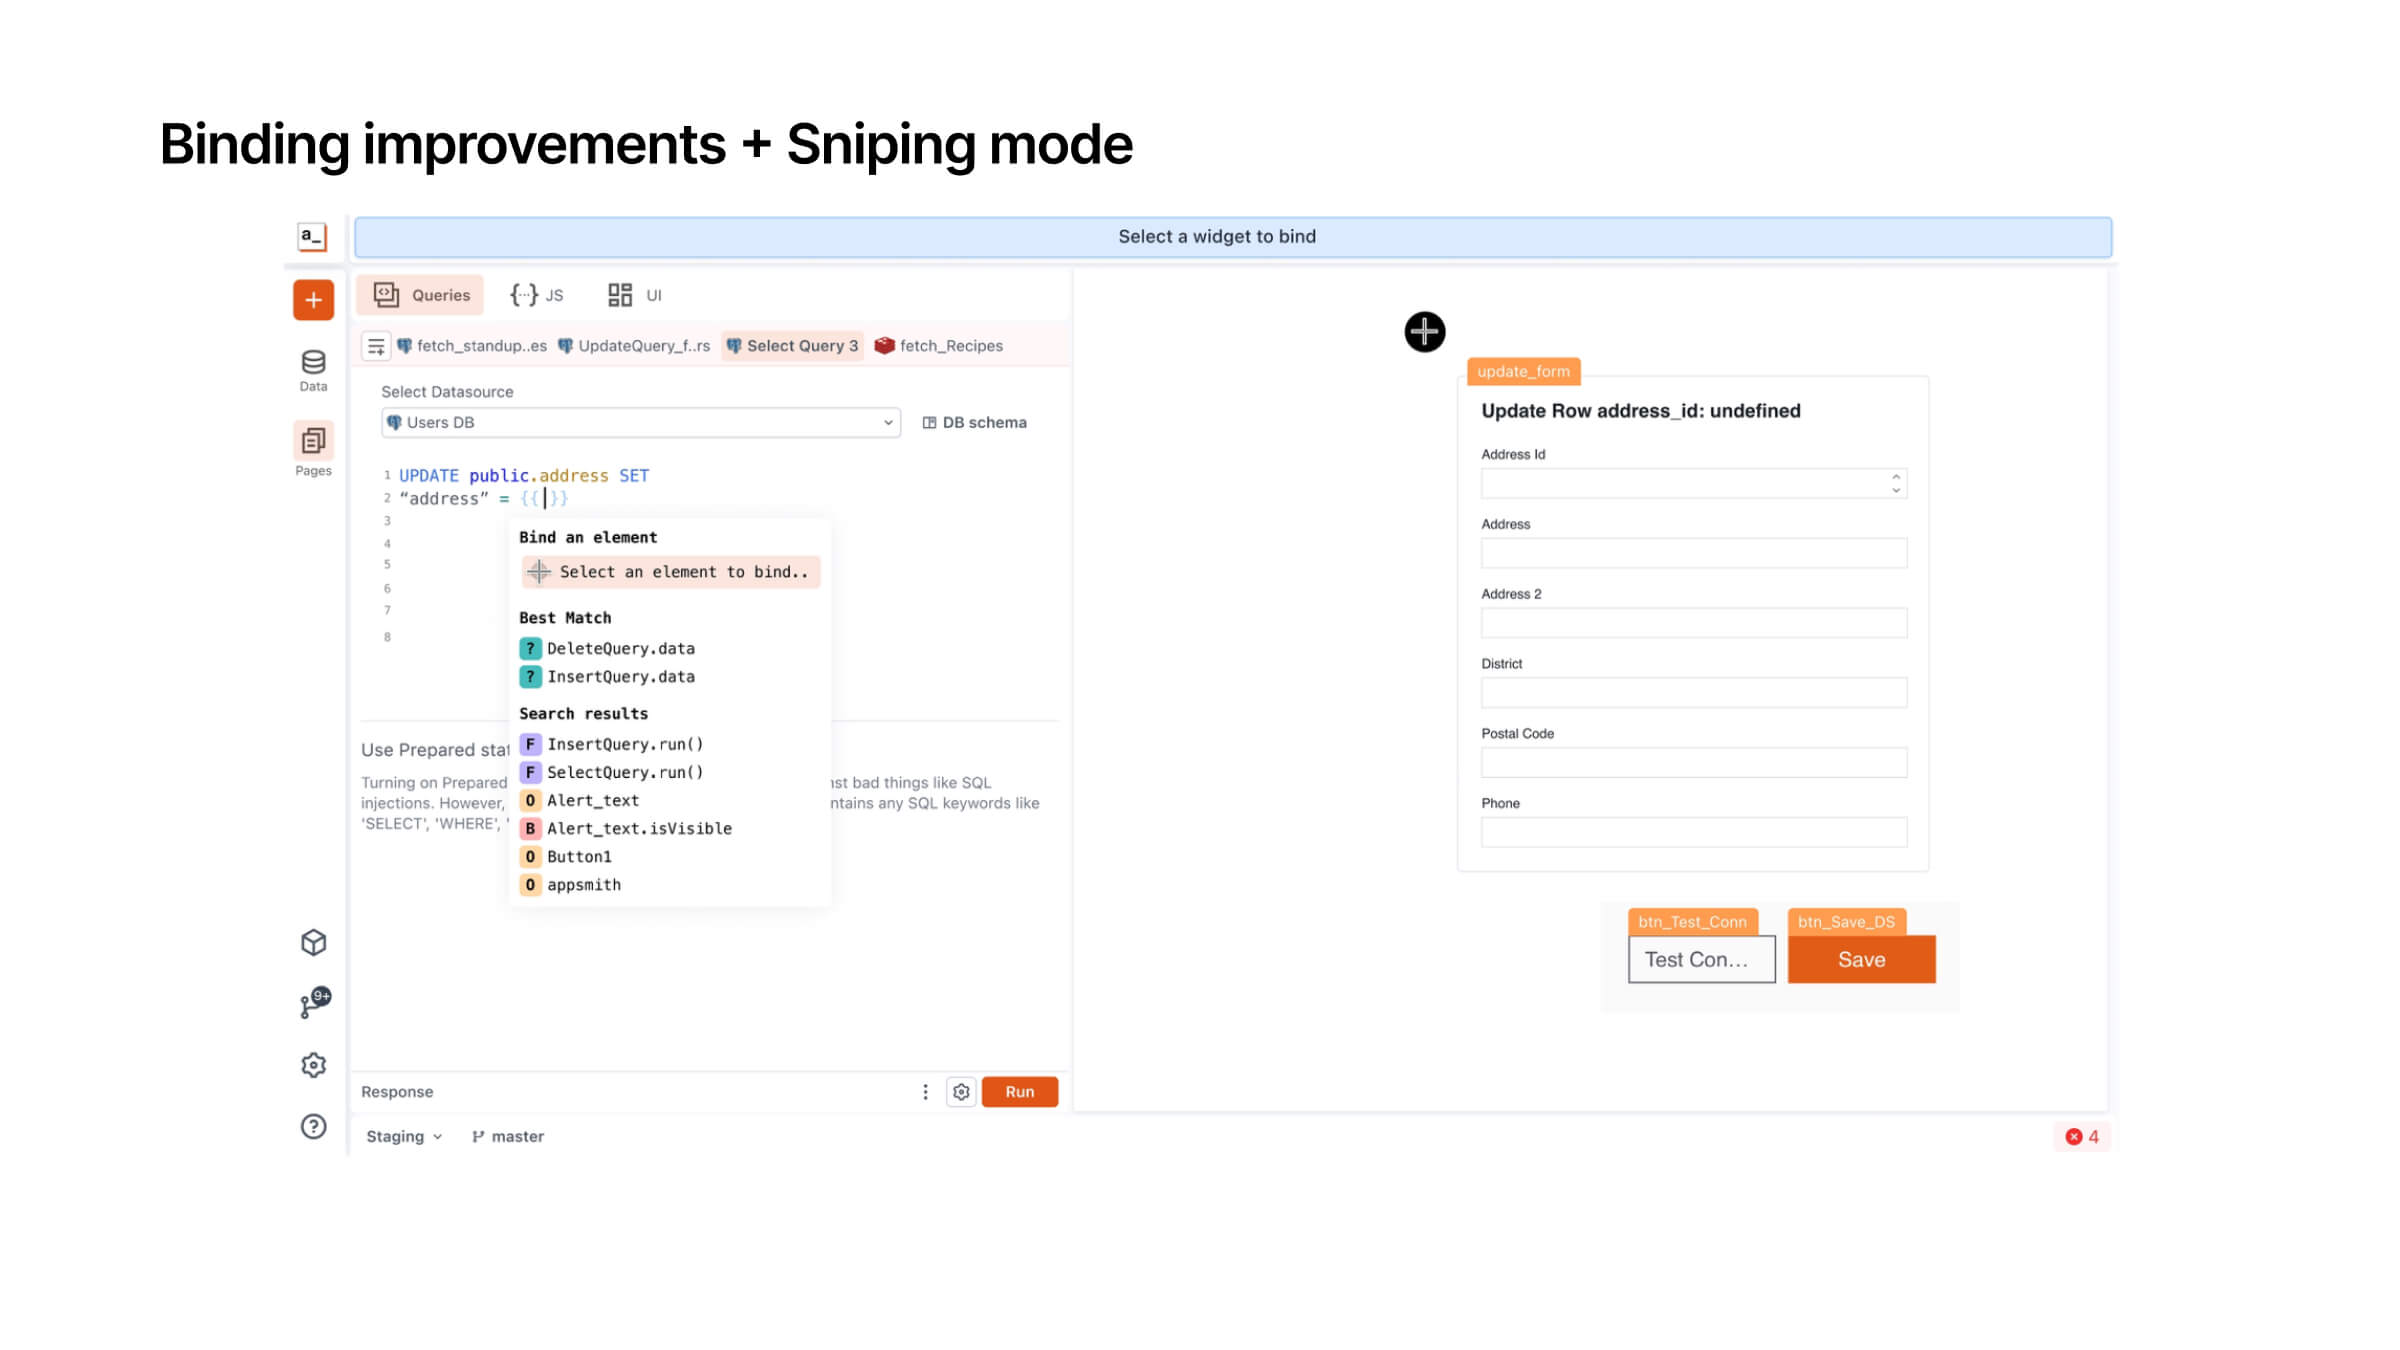 Binding improvements + Sniping mode
a_
Select a widget to bind
Queries
JS
UI
fetch_standup..es
UpdateQuery_f..rs
Select Query 3
fetch_Recipes
Data
Pages
Select Datasource
Users DB
DB schema
1 UPDATE public.address SET
2 “address” = {{|}}
3
4
5
6
7
8
Bind an element
Select an element to bind..
Best Match
? DeleteQuery.data
? InsertQuery.data
Search results
F InsertQuery.run()
F SelectQuery.run()
O Alert_text
B Alert_text.isVisible
O Button1
O appsmith
Use Prepared sta
Turning on Prepared st bad things like SQL
injections. However, ntains any SQL keywords like
'SELECT', 'WHERE', '
9+
Response
Run
Staging
master
update_form
Update Row address_id: undefined
Address Id
Address
Address 2
District
Postal Code
Phone
btn_Test_Conn
btn_Save_DS
Test Con...
Save
4